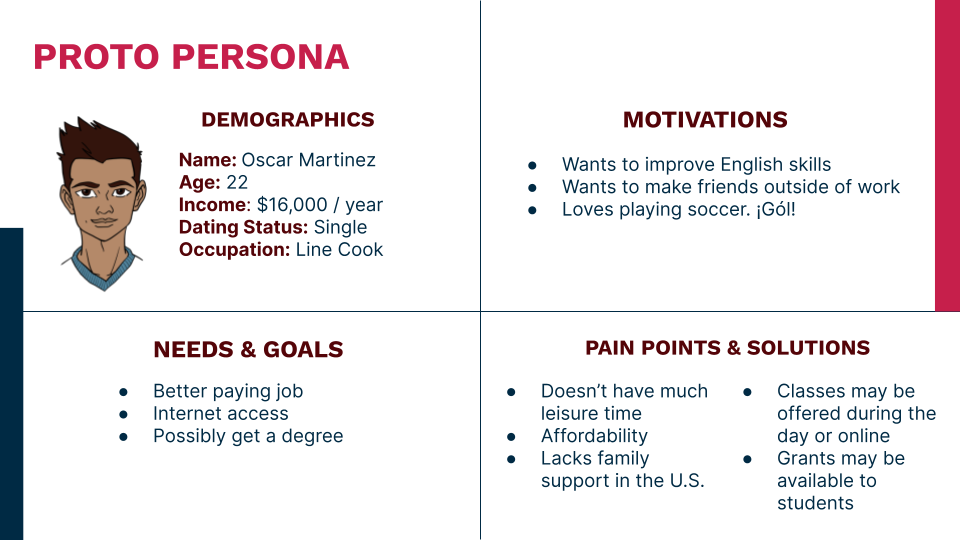 PROTO PERSONA
DEMOGRAPHICS
Name: Oscar Martinez
Age: 22
Income: $16,000 / year
Dating Status: Single
Occupation: Line Cook
MOTIVATIONS
● Wants to improve English skills
● Wants to make friends outside of work
● Loves playing soccer. ¡Gól!
NEEDS & GOALS
● Better paying job
● Internet access
● Possibly get a degree
PAIN POINTS & SOLUTIONS
● Doesn’t have much
leisure time
● Affordability
● Lacks family
support in the U.S.
● Classes may be
offered during the
day or online
● Grants may be
available to
students